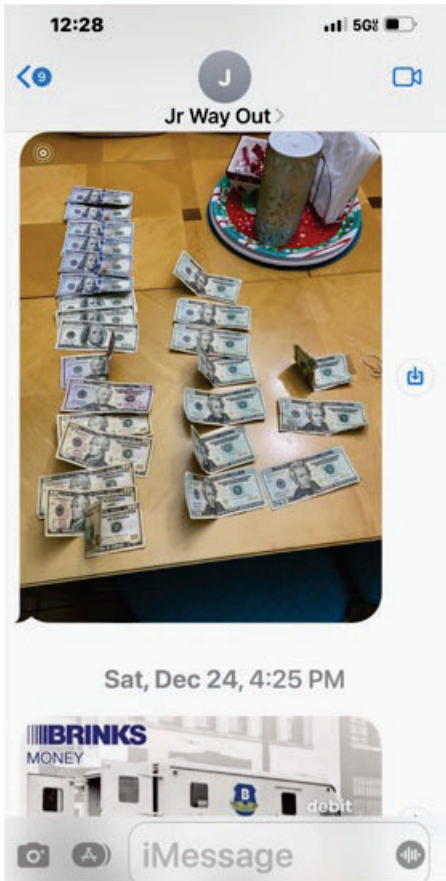 12:28
5G
9
J
Jr Way Out
Sat, Dec 24, 4:25 PM
BRINKS
MONEY
B
debit
iMessage